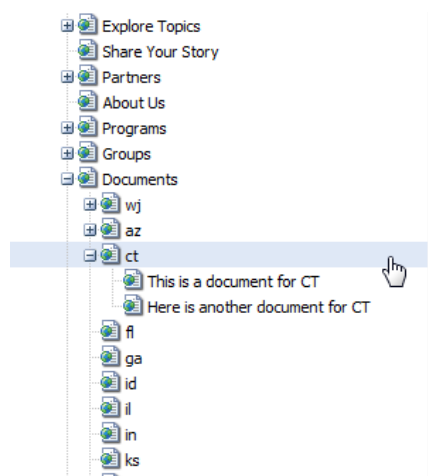 Explore Topics
Share Your Story
Partners
About Us
Programs
Groups
Documents
wj
az
ct
This is a document for CT
Here is another document for CT
fl
ga
id
il
in
ks